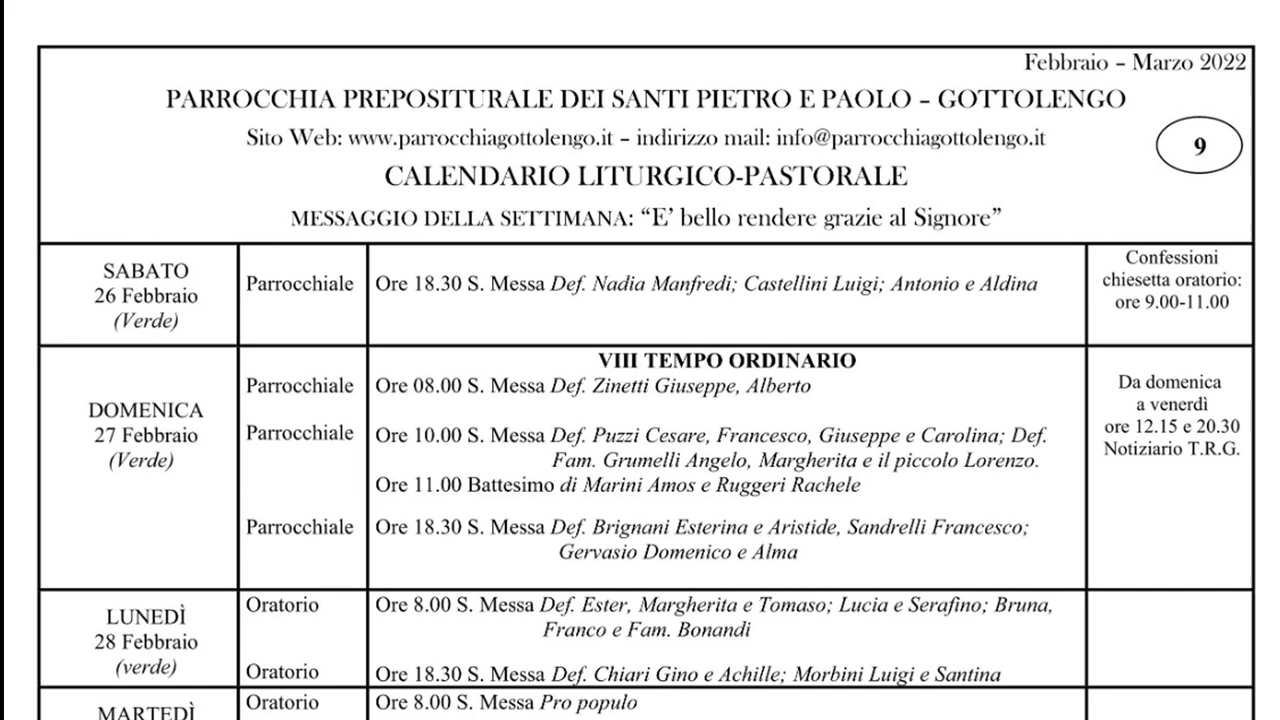 Febbraio – Marzo 2022
PARROCCHIA PREPOSITURALE DEI SANTI PIETRO E PAOLO – GOTTOLENGO
Sito Web: www.parrocchiagottolengo.it – indirizzo mail: info@parrocchiagottolengo.it
9
CALENDARIO LITURGICO-PASTORALE
MESSAGGIO DELLA SETTIMANA: “E’ bello rendere grazie al Signore”
SABATO
26 Febbraio
(Verde)
Parrocchiale
Ore 18.30 S. Messa Def. Nadia Manfredi; Castellini Luigi; Antonio e Aldina
Confessioni
chiesetta oratorio:
ore 9.00-11.00
DOMENICA
27 Febbraio
(Verde)
VIII TEMPO ORDINARIO
Parrocchiale
Ore 08.00 S. Messa Def. Zinetti Giuseppe, Alberto
Parrocchiale
Ore 10.00 S. Messa Def. Puzzi Cesare, Francesco, Giuseppe e Carolina; Def.
Fam. Grumelli Angelo, Margherita e il piccolo Lorenzo.
Ore 11.00 Battesimo di Marini Amos e Ruggeri Rachele
Parrocchiale
Ore 18.30 S. Messa Def. Brignani Esterina e Aristide, Sandrelli Francesco;
Gervasio Domenico e Alma
Da domenica
a venerdì
ore 12.15 e 20.30
Notiziario T.R.G.
LUNEDÌ
28 Febbraio
(verde)
Oratorio
Ore 8.00 S. Messa Def. Ester, Margherita e Tomaso; Lucia e Serafino; Bruna,
Franco e Fam. Bonandi
Oratorio
Ore 18.30 S. Messa Def. Chiari Gino e Achille; Morbini Luigi e Santina
MARTEDÌ
Oratorio
Ore 8.00 S. Messa Pro populo